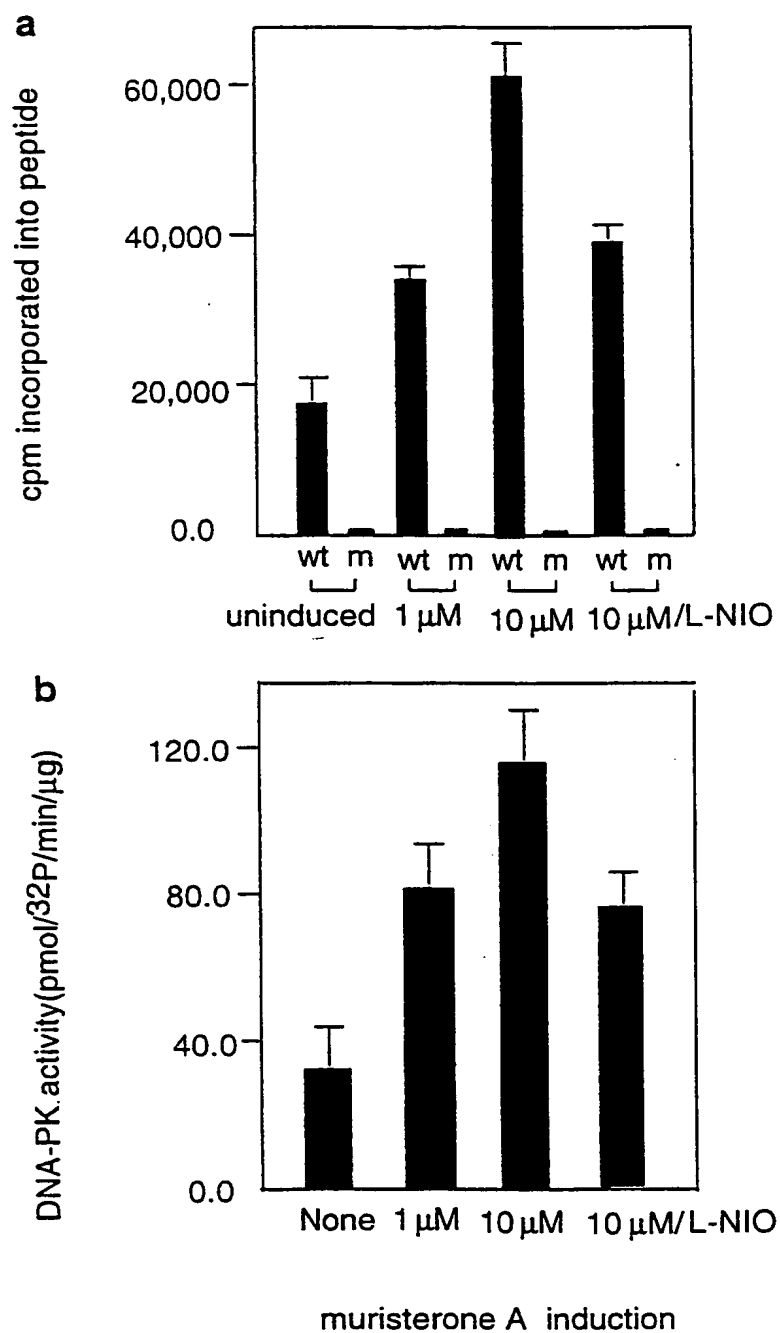 a
cpm incorporated into peptide
60,000
40,000
20,000
0.0
wt m wt m wt m wt m
uninduced 1 μM 10 μM 10 μM/L-NIO
b
DNA-PK activity(pmol/32P/min/μg)
120.0
80.0
40.0
0.0
None 1 μM 10 μM 10 μM/L-NIO
muristerone A induction